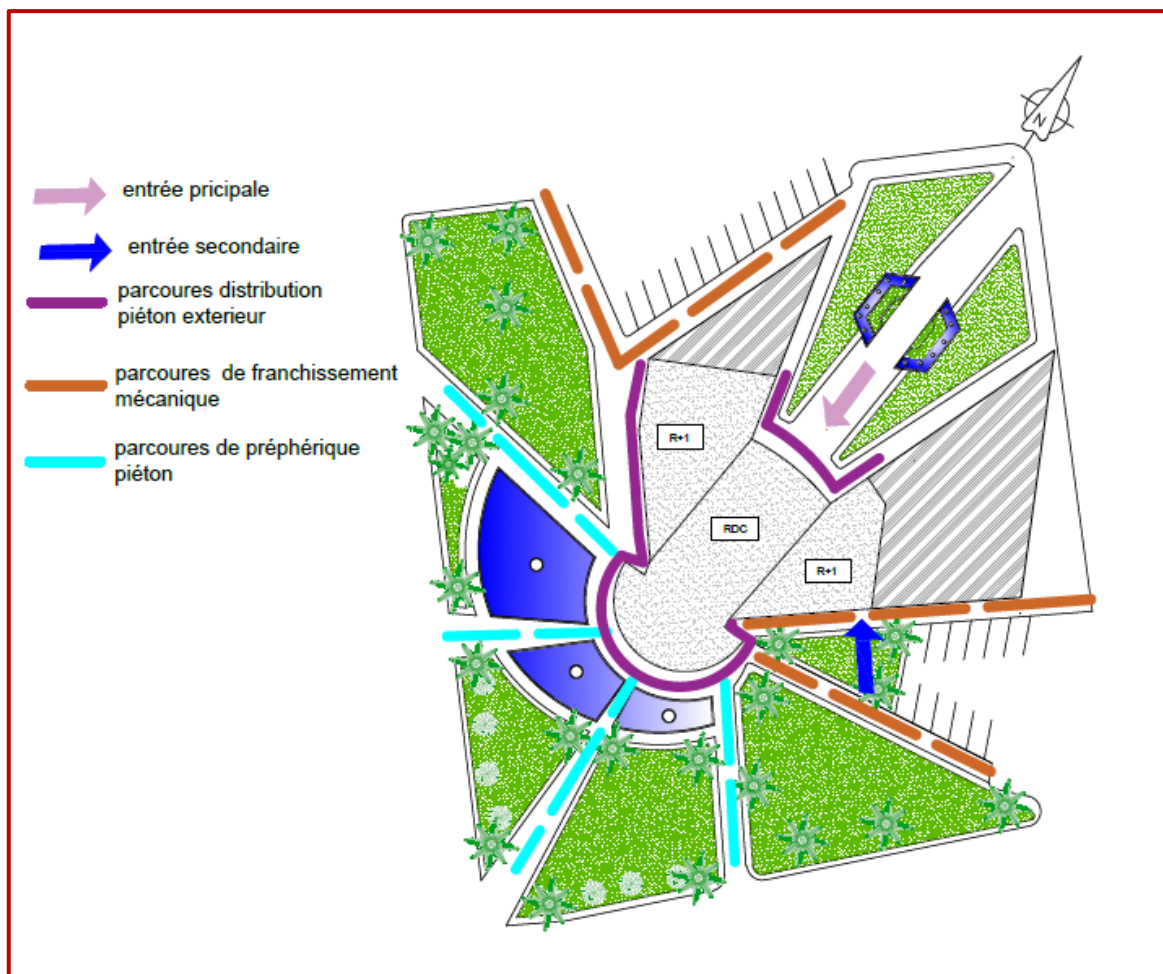 N
entrée pricipale
entrée secondaire
parcoures distribution
piéton exterieur
parcoures de franchissement
mécanique
parcoures de préphérique
piéton
R+1
RDC
R+1